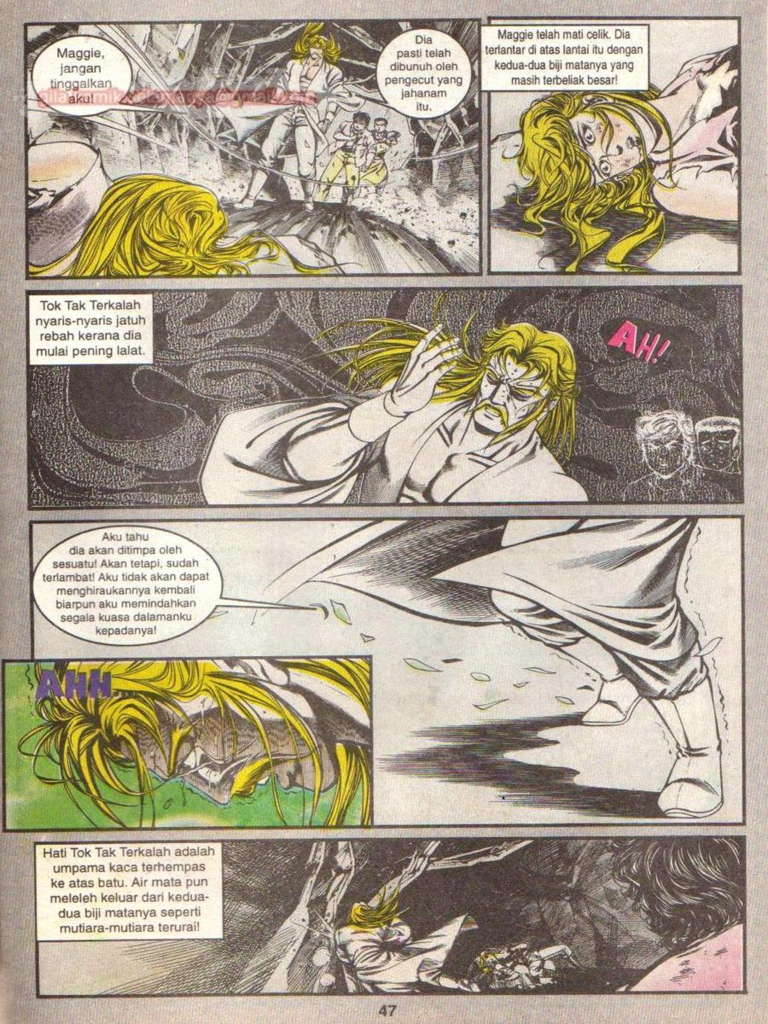 Maggie,
jangan
tinggalkan
aku!
Dia
pasti telah
dibunuh oleh
pengecut yang
jahanam
itu.
Maggie telah mati celik. Dia
terlantar di atas lantai itu dengan
kedua-dua biji matanya yang
masih terbeliak besar!
Tok Tak Terkalah
nyaris-nyaris jatuh
rebah kerana dia
mulai pening lalat.
AH!
Aku tahu
dia akan ditimpa oleh
sesuatu! Akan tetapi, sudah
terlambat! Aku tidak akan dapat
menghiraukannya kembali
biarpun aku memindahkan
segala kuasa dalamanku
kepadanya!
AHH...
Hati Tok Tak Terkalah adalah
umpama kaca terhempas
ke atas batu. Air mata pun
meleleh keluar dari kedua-
dua biji matanya seperti
mutiara-mutiara terurai!
47